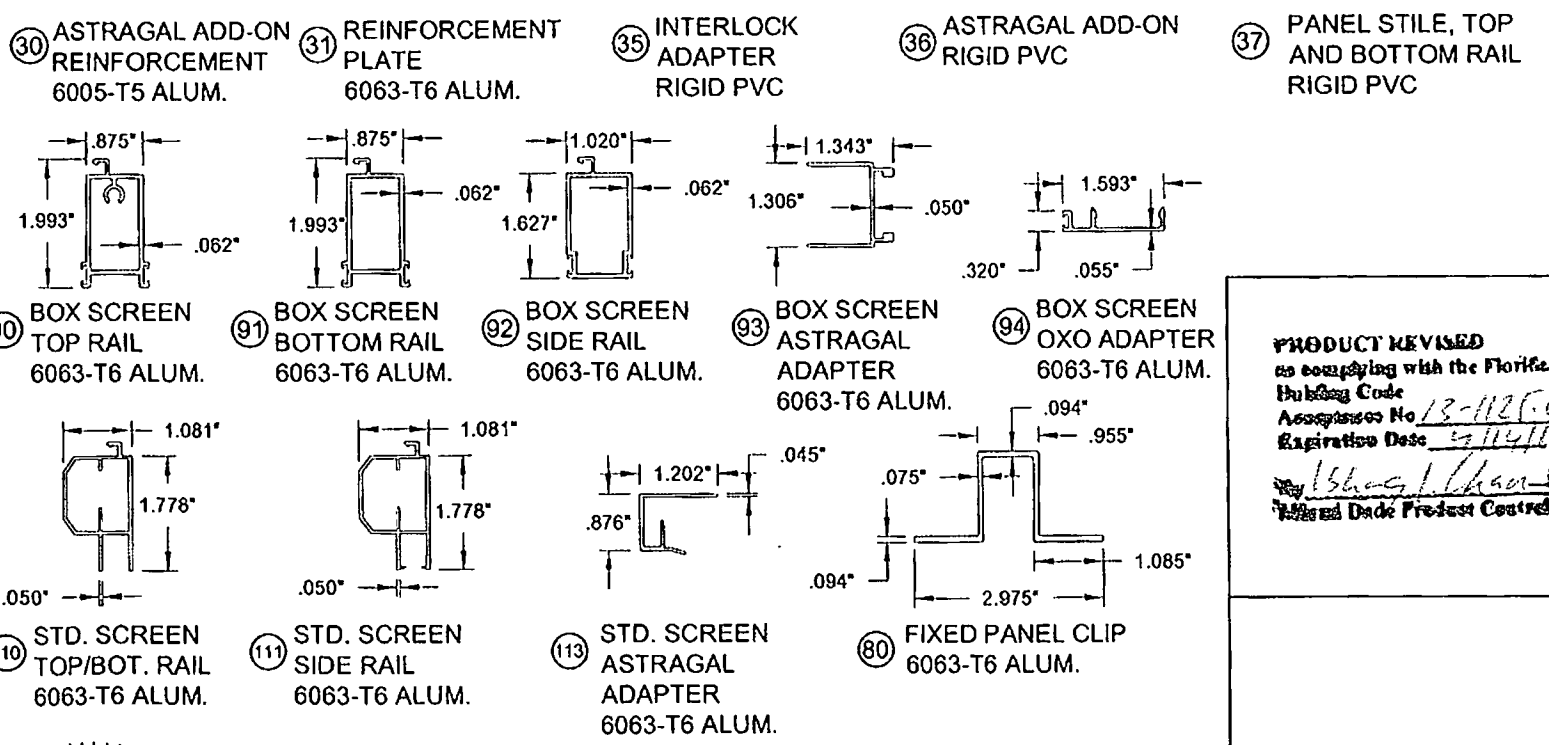 30 ASTRAGAL ADD-ON
REINFORCEMENT
6005-T5 ALUM.
31 REINFORCEMENT
PLATE
6063-T6 ALUM.
35 INTERLOCK
ADAPTER
RIGID PVC
36 ASTRAGAL ADD-ON
RIGID PVC
37 PANEL STILE, TOP
AND BOTTOM RAIL
RIGID PVC
.875"
1.993"
.062"
.875"
1.993"
.062"
1.020"
1.627"
.062"
1.343"
1.306"
.050"
1.593"
.320"
.055"
BOX SCREEN
TOP RAIL
6063-T6 ALUM.
91 BOX SCREEN
BOTTOM RAIL
6063-T6 ALUM.
92 BOX SCREEN
SIDE RAIL
6063-T6 ALUM.
93 BOX SCREEN
ASTRAGAL
ADAPTER
6063-T6 ALUM.
94 BOX SCREEN
OXO ADAPTER
6063-T6 ALUM.
PRODUCT REVISED
as complying with the Florida
Building Code
Acceptance No 13-1125.
Expiration Date
By
Miami Dade Product Control
1.081"
1.778"
.050"
1.081"
1.778"
.050"
1.202"
.045"
.876"
.094"
.955"
.075"
.094"
1.085"
2.975"
10 STD. SCREEN
TOP/BOT. RAIL
6063-T6 ALUM.
111 STD. SCREEN
SIDE RAIL
6063-T6 ALUM.
113 STD. SCREEN
ASTRAGAL
ADAPTER
6063-T6 ALUM.
80 FIXED PANEL CLIP
6063-T6 ALUM.